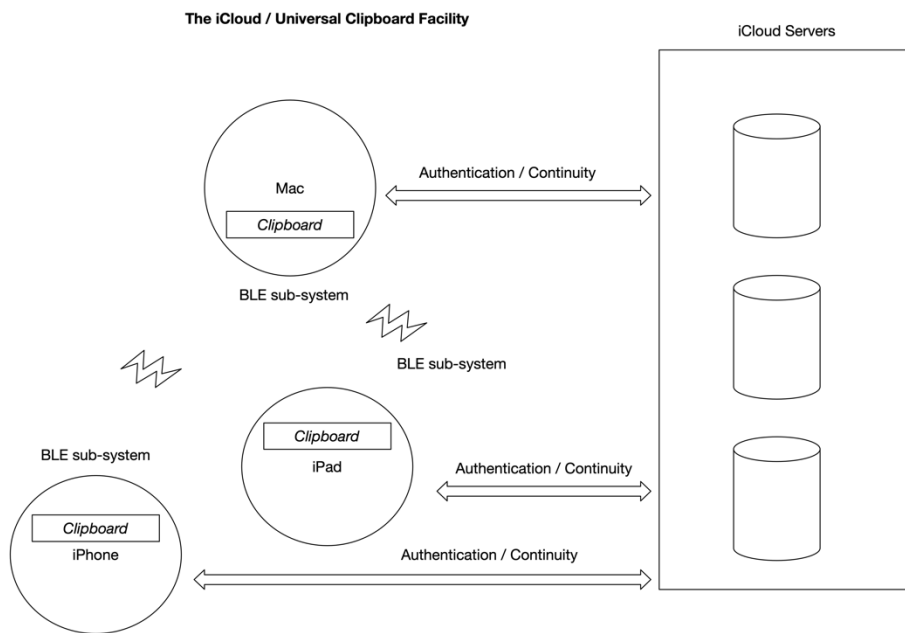 The iCloud / Universal Clipboard Facility
iCloud Servers
Authentication / Continuity
Mac
Clipboard
BLE sub-system
BLE sub-system
Clipboard
iPad
BLE sub-system
Authentication / Continuity
Clipboard
iPhone
Authentication / Continuity